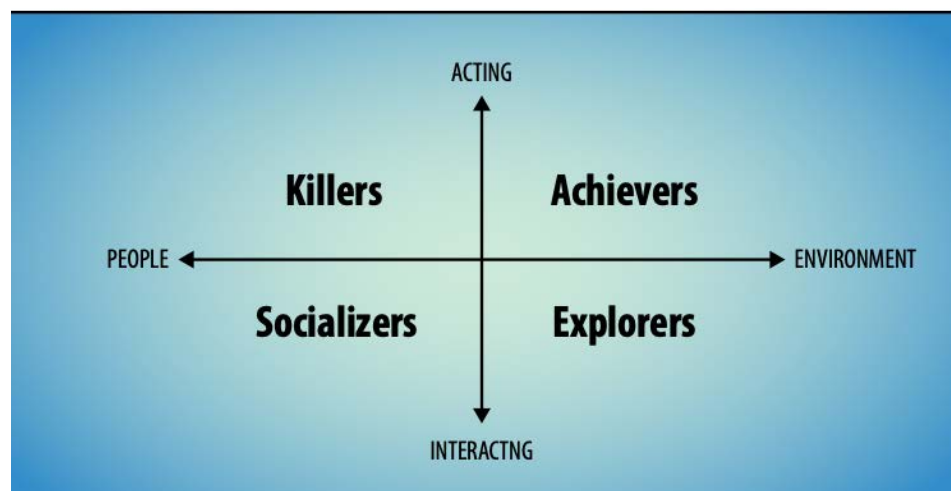 ACTING
Killers
Achievers
PEOPLE
ENVIRONMENT
Socializers
Explorers
INTERACTNG